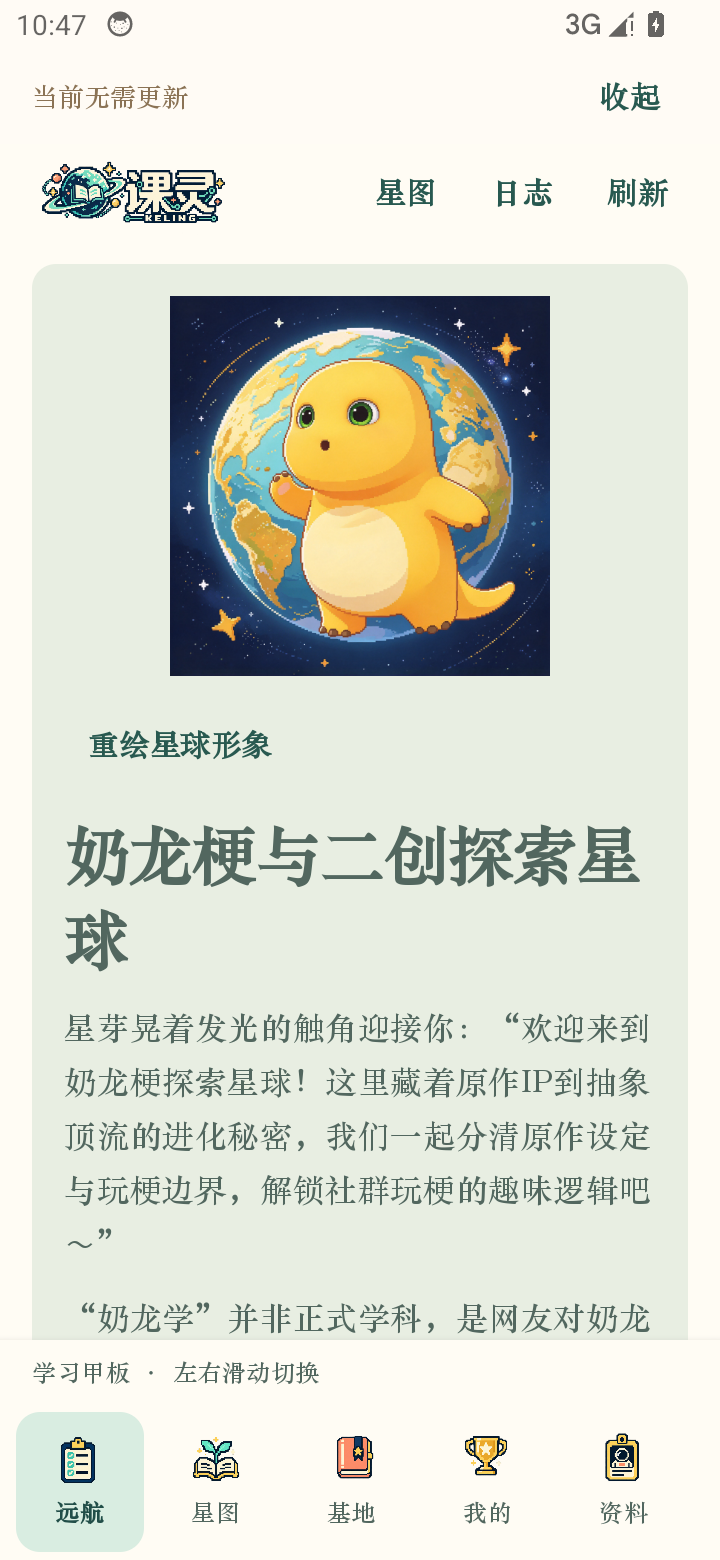 10:47
3G
当前无需更新
收起
课灵
KELING
星图
日志
刷新
重绘星球形象
奶龙梗与二创探索星
球
星芽晃着发光的触角迎接你：“欢迎来到
奶龙梗探索星球！这里藏着原作IP到抽象
顶流的进化秘密，我们一起分清原作设定
与玩梗边界，解锁社群玩梗的趣味逻辑吧
～”
“奶龙学”并非正式学科，是网友对奶龙
学习甲板 · 左右滑动切换
远航
星图
基地
我的
资料